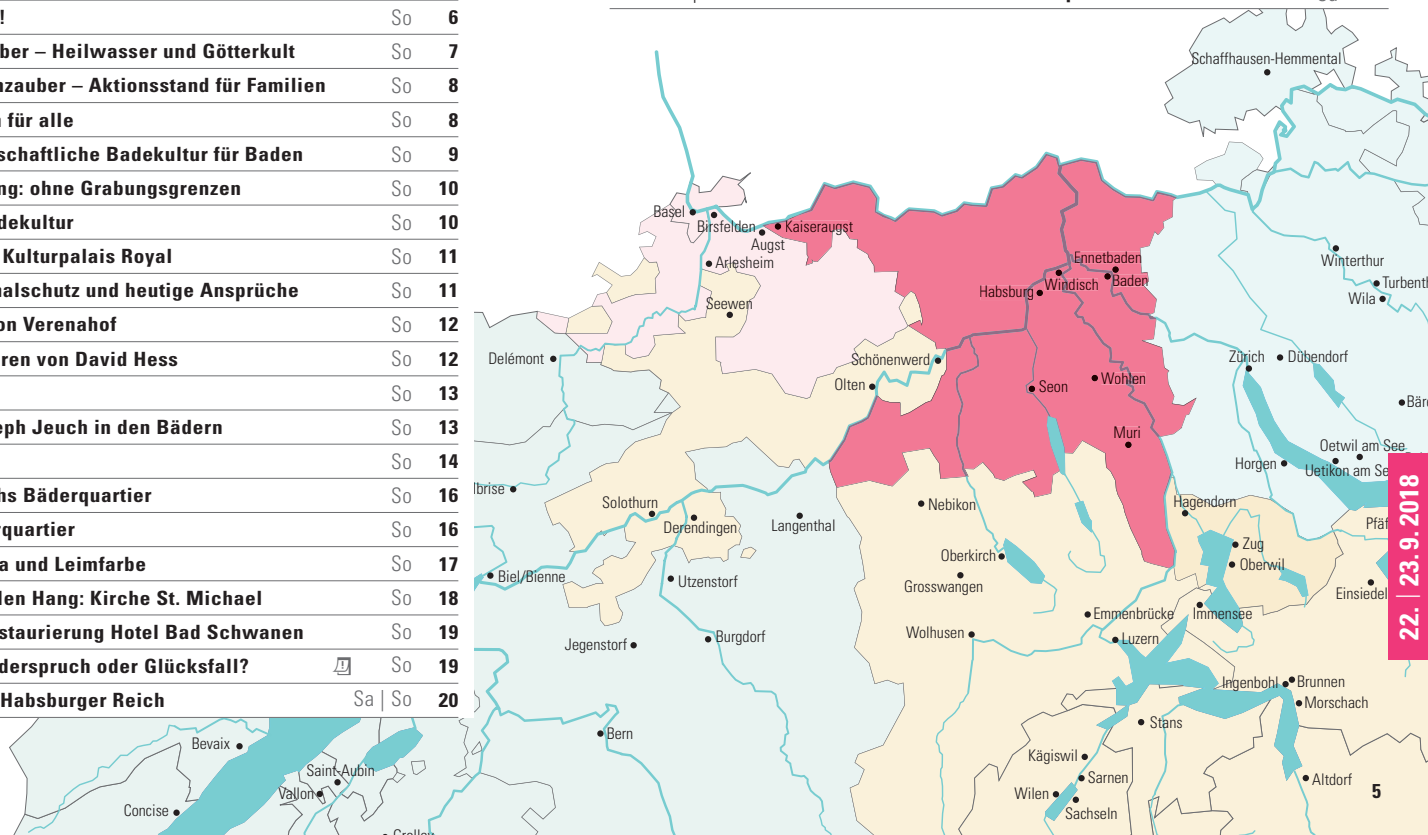 ! So 6
ber – Heilwasser und Götterkult So 7
nzauber – Aktionsstand für Familien So 8
für alle So 8
schaftliche Badekultur für Baden So 9
ng: ohne Grabungsgrenzen So 10
dekultur So 10
Kulturpalais Royal So 11
nalschutz und heutige Ansprüche So 11
on Verenahof So 12
ren von David Hess So 12
So 13
eph Jeuch in den Bädern So 13
So 14
hs Bäderquartier So 16
rquartier So 16
a und Leimfarbe So 17
den Hang: Kirche St. Michael So 18
staurierung Hotel Bad Schwanen So 19
derspruch oder Glücksfall? So 19
Habsburger Reich Sa | So 20
Schaffhausen-Hemmental
Basel
Birsfelden
Kaiseraugst
Augst
Arlesheim
Ennetbaden
Winterthur
Habsburg
Windisch
Baden
Turbent
Wila
Seewen
Delémont
Schönenwerd
Zürich
Dübendorf
Olten
Seon
Wohlen
Bär
Muri
Oetwil am See
Horgen
Uetikon am Se
lbrise
Solothurn
Nebikon
Hagendorn
Derendingen
Langenthal
Pfäf
Oberkirch
Zug
Biel/Bienne
Utzenstorf
Grosswangen
Oberwil
Einsiedel
Emmenbrücke
Immensee
Jegenstorf
Burgdorf
Wolhusen
Luzern
Ingenbohl
Brunnen
Morschach
Bern
Stans
Bevaix
Kägiswil
Saint-Aubin
Sarnen
Altdorf
Vallon
Wilen
Concise
Sachseln
22. | 23. 9. 2018
5